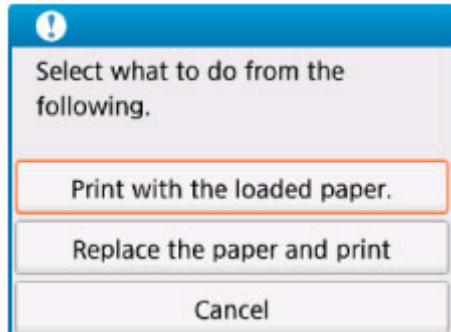 Select what to do from the
following.
Print with the loaded paper.
Replace the paper and print
Cancel